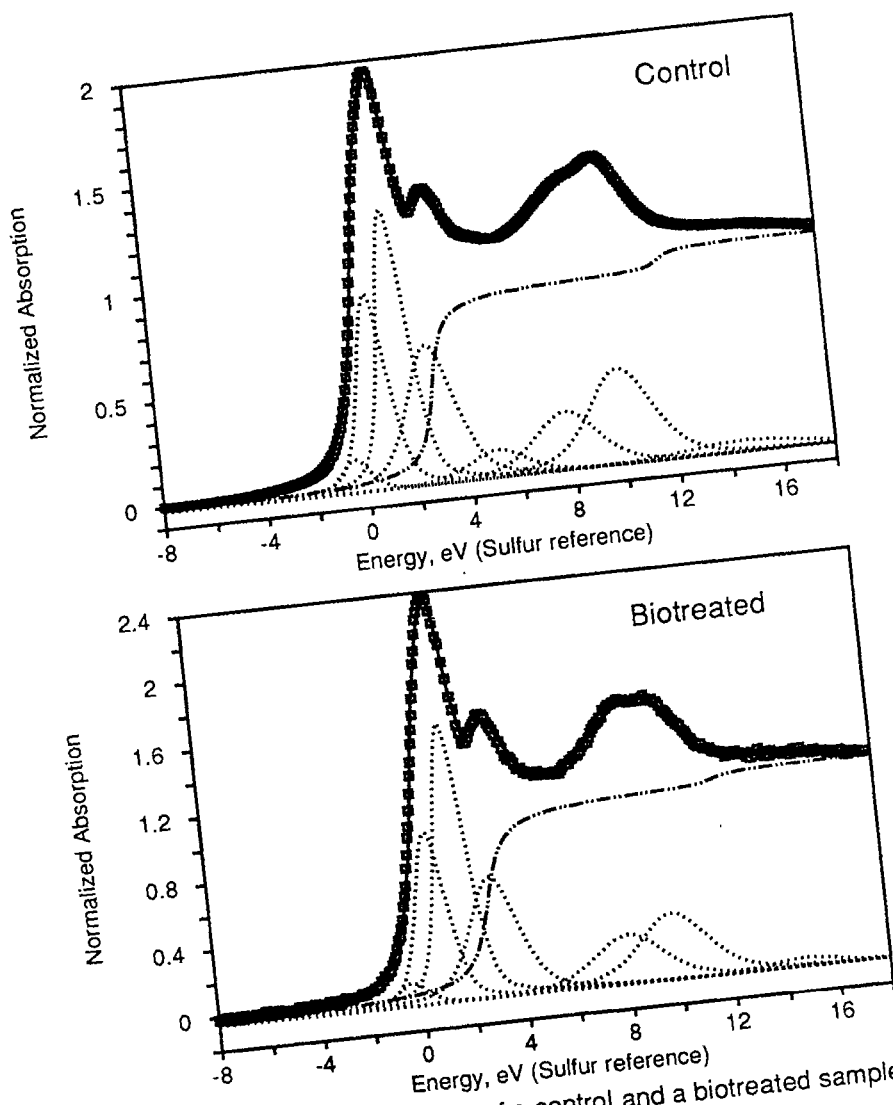 Control
2
1.5
1
0.5
0
Normalized Absorption
-8 -4 0 4 8 12 16
Energy, eV (Sulfur reference)
Biotreated
2.4
2
1.6
1.2
0.8
0.4
0
Normalized Absorption
-8 -4 0 4 8 12 16
Energy, eV (Sulfur reference)
control and a biotreated sample